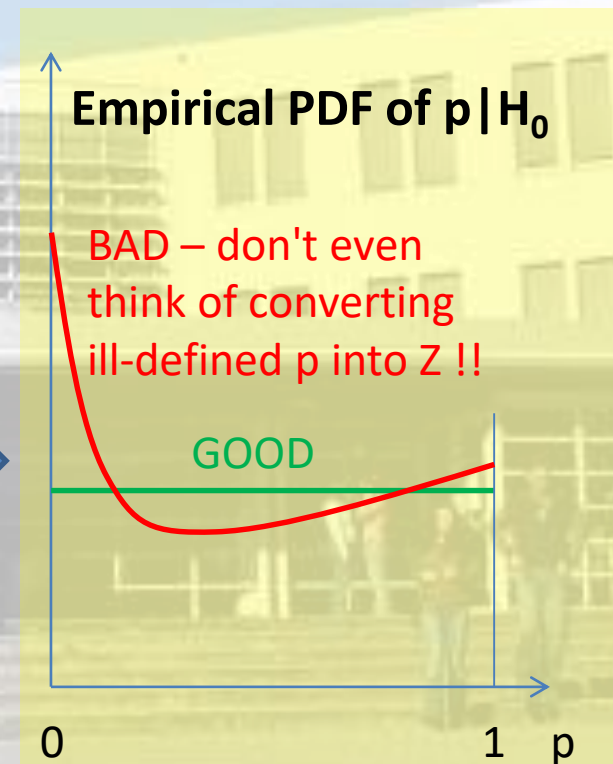 Empirical PDF of p|H₀
BAD – don't even
think of converting
ill-defined p into Z !!
GOOD
0 1 p